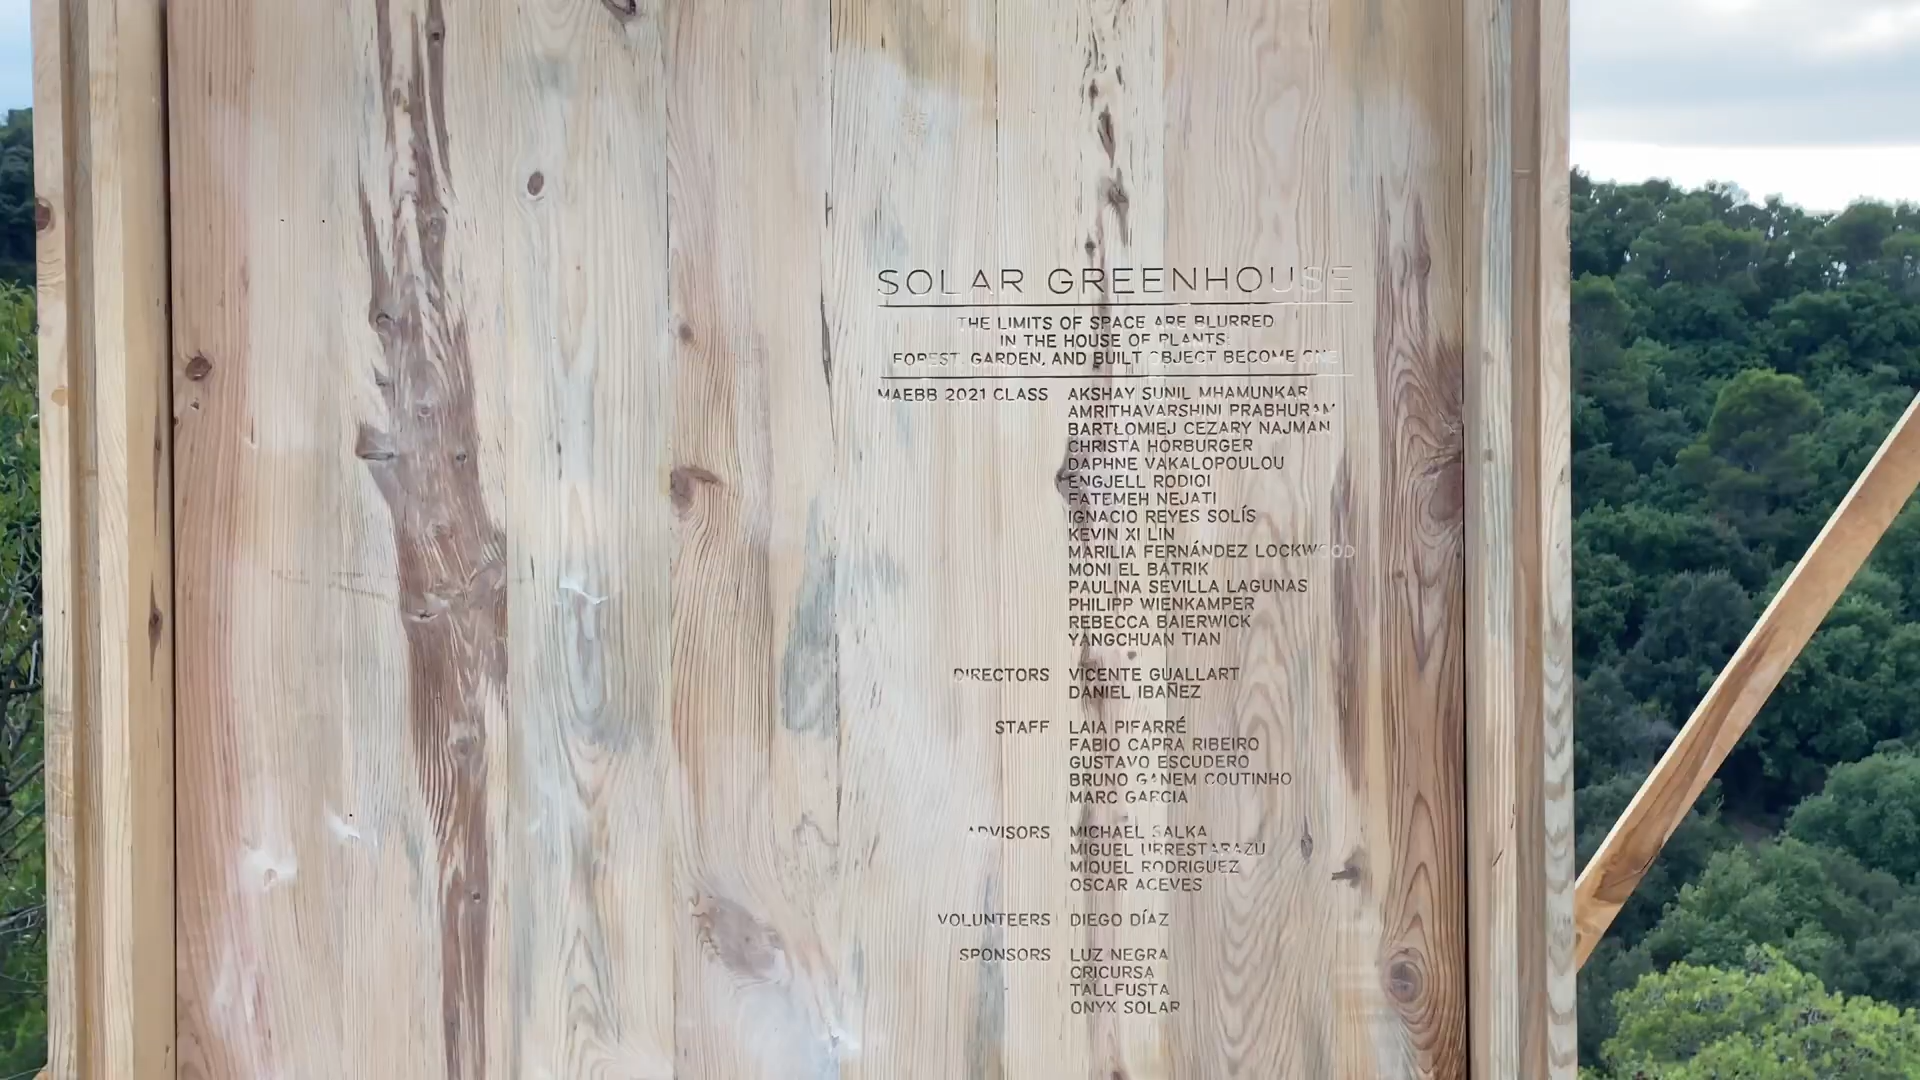 SOLAR GREENHOUSE
THE LIMITS OF SPACE ARE BLURRED
IN THE HOUSE OF PLANTS:
FOREST, GARDEN, AND BUILT OBJECT BECOME ONE
MAEBB 2021 CLASS AKSHAY SUNIL MHAMUNKAR
AMRITHAVARSHINI PRABHURAM
BARTŁOMIEJ CEZARY NAJMAN
CHRISTA HORBURGER
DAPHNE VAKALOPOULOU
ENGJELL RODIQI
FATEMEH NEJATI
IGNACIO REYES SOLÍS
KEVIN XI LIN
MARILIA FERNÁNDEZ LOCKWOOD
MONI EL BATRIK
PAULINA SEVILLA LAGUNAS
PHILIPP WIENKAMPER
REBECCA BAIERWICK
YANGCHUAN TIAN
DIRECTORS VICENTE GUALLART
DANIEL IBAÑEZ
STAFF LAIA PIFARRÉ
FABIO CAPRA RIBEIRO
GUSTAVO ESCUDERO
BRUNO GANEM COUTINHO
MARC GARCIA
ADVISORS MICHAEL SALKA
MIGUEL URRESTARAZU
MIQUEL RODRIGUEZ
OSCAR ACEVES
VOLUNTEERS DIEGO DÍAZ
SPONSORS LUZ NEGRA
CRICURSA
TALLFUSTA
ONYX SOLAR